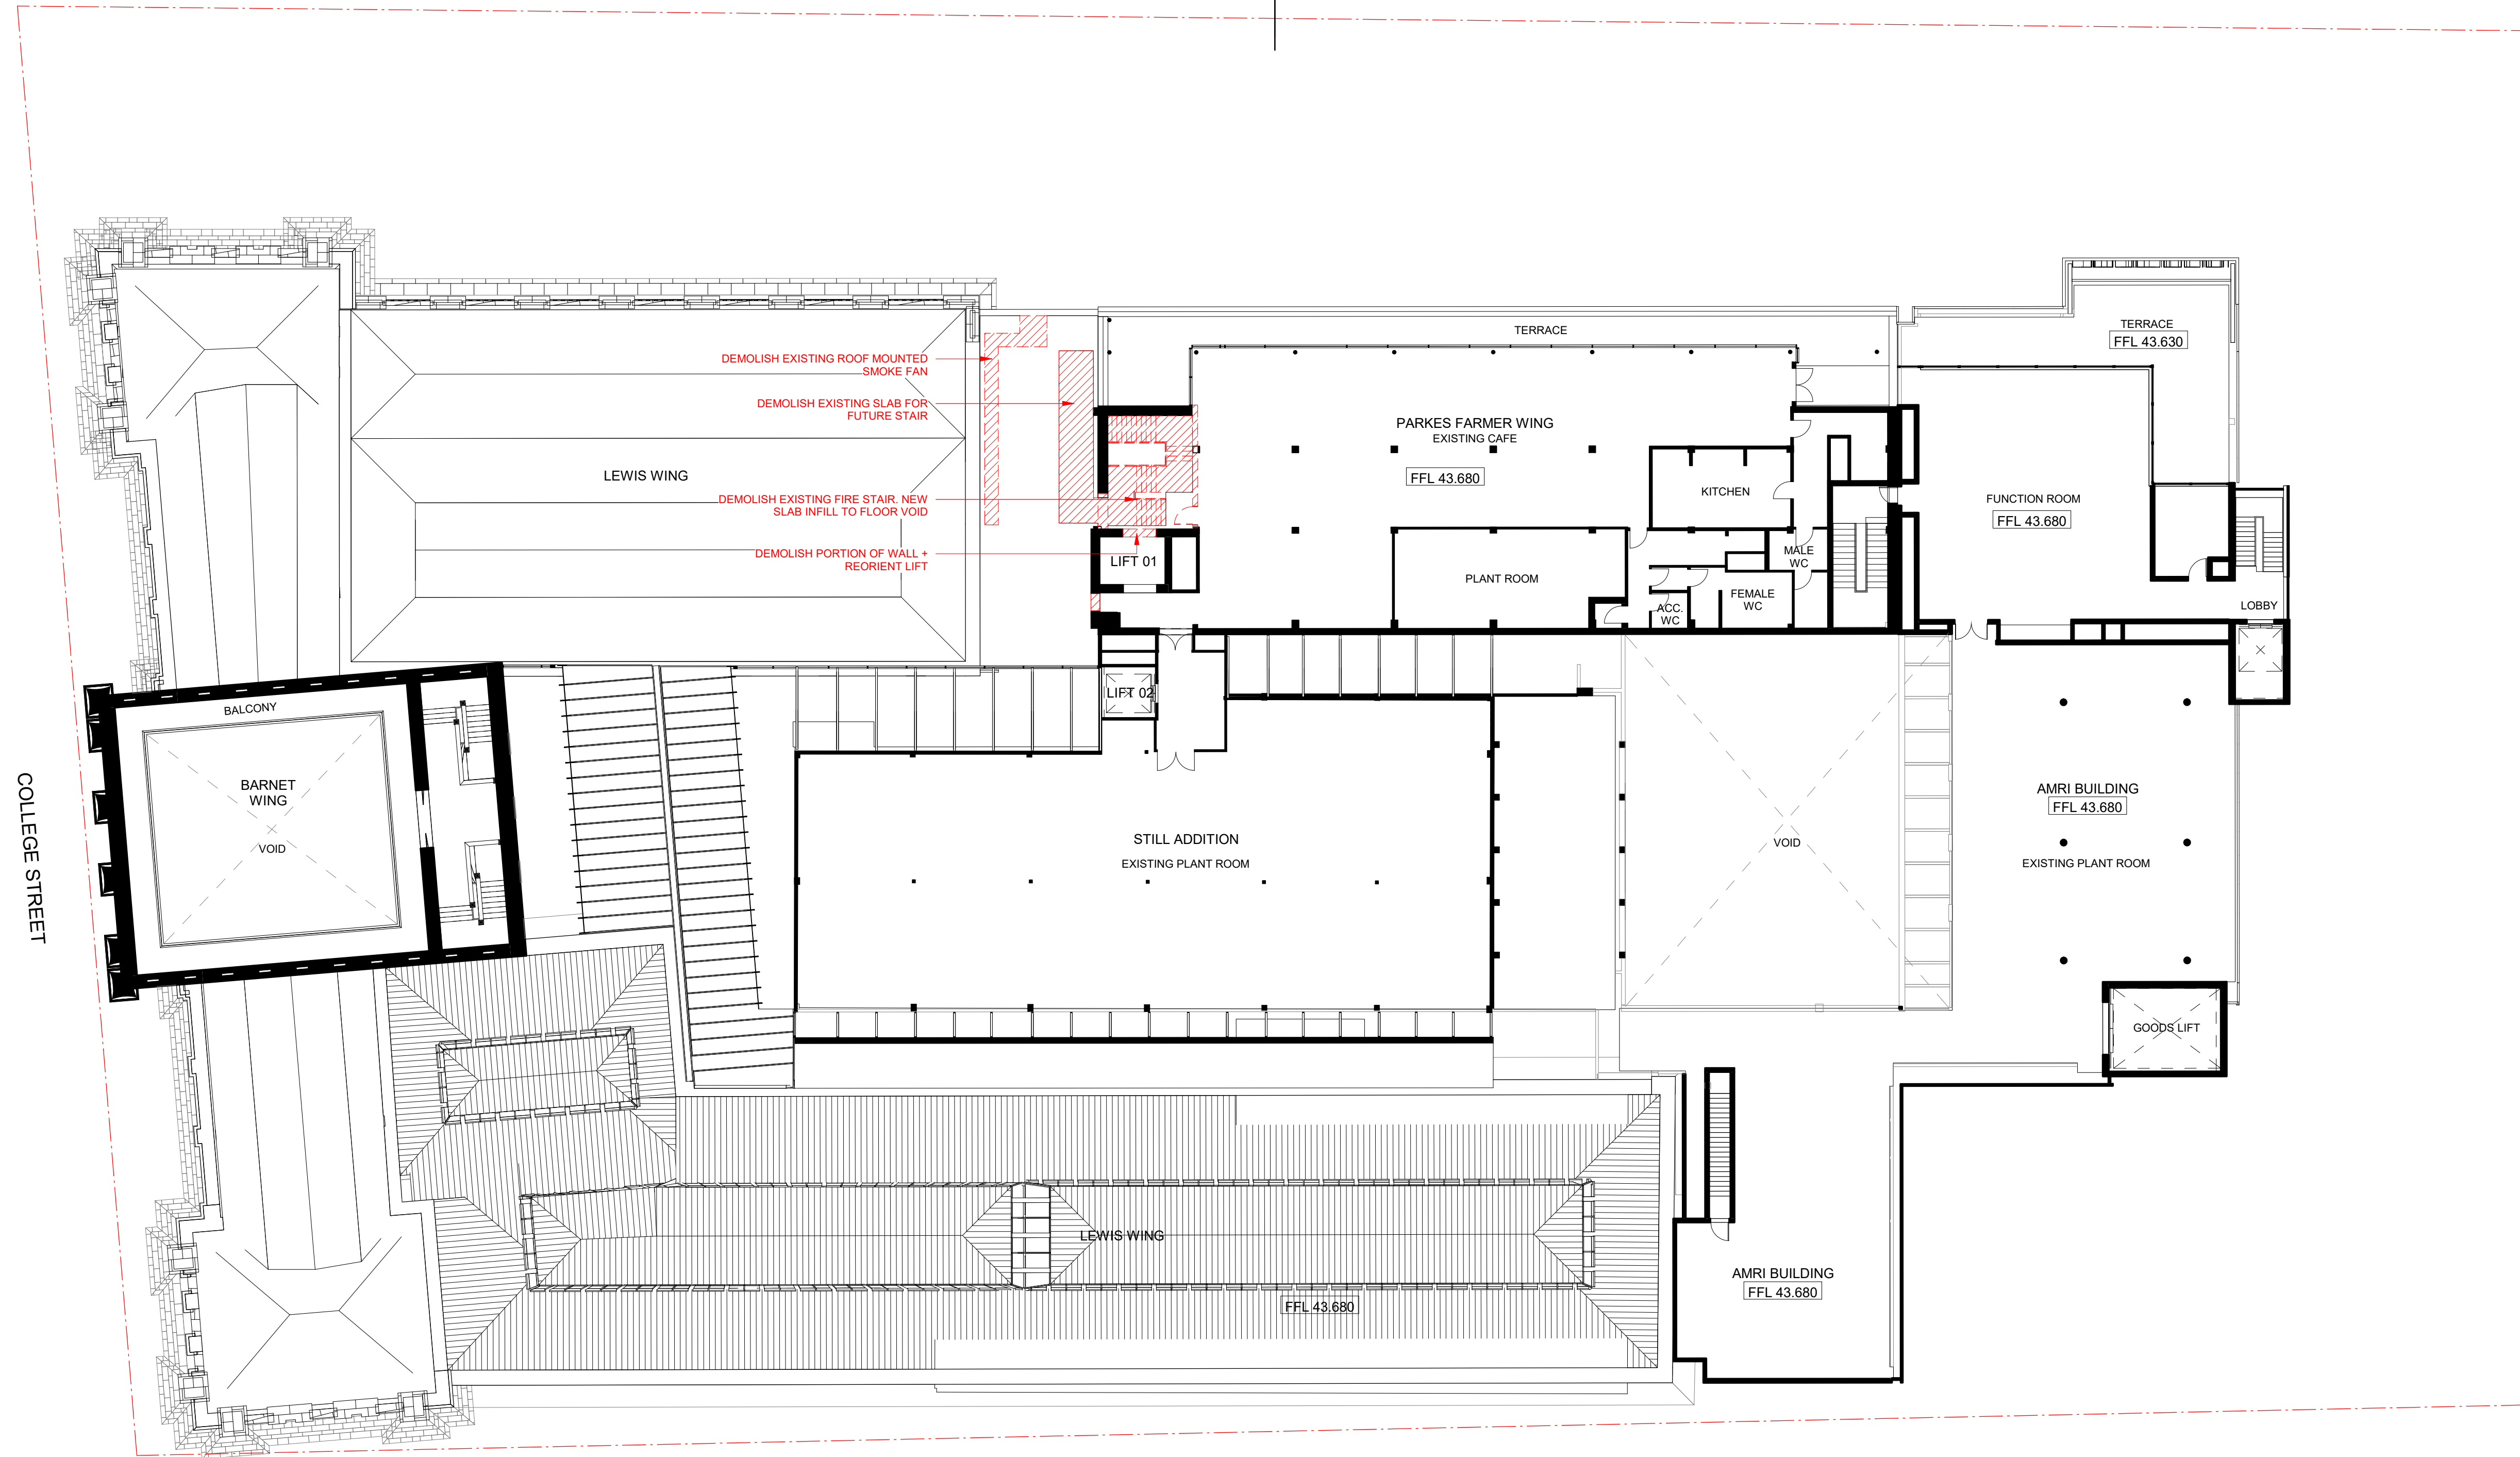 TERRACE
TERRACE
FFL 43.630
DEMOLISH EXISTING ROOF MOUNTED
SMOKE FAN
DEMOLISH EXISTING SLAB FOR
FUTURE STAIR
PARKES FARMER WING
EXISTING CAFE
FFL 43.680
LEWIS WING
KITCHEN
FUNCTION ROOM
FFL 43.680
DEMOLISH EXISTING FIRE STAIR. NEW
SLAB INFILL TO FLOOR VOID
DEMOLISH PORTION OF WALL +
REORIENT LIFT
LIFT 01
PLANT ROOM
MALE
WC
FEMALE
WC
ACC.
WC
LOBBY
LIFT 02
BALCONY
BARNET
WING
VOID
COLLEGE STREET
STILL ADDITION
EXISTING PLANT ROOM
VOID
AMRI BUILDING
FFL 43.680
EXISTING PLANT ROOM
GOODS LIFT
LEWIS WING
FFL 43.680
AMRI BUILDING
FFL 43.680